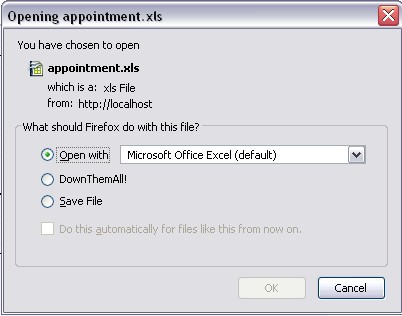 Opening appointment.xls
You have chosen to open
appointment.xls
which is a: xls File
from: http://localhost
What should Firefox do with this file?
Open with Microsoft Office Excel (default)
DownThemAll!
Save File
Do this automatically for files like this from now on.
OK Cancel